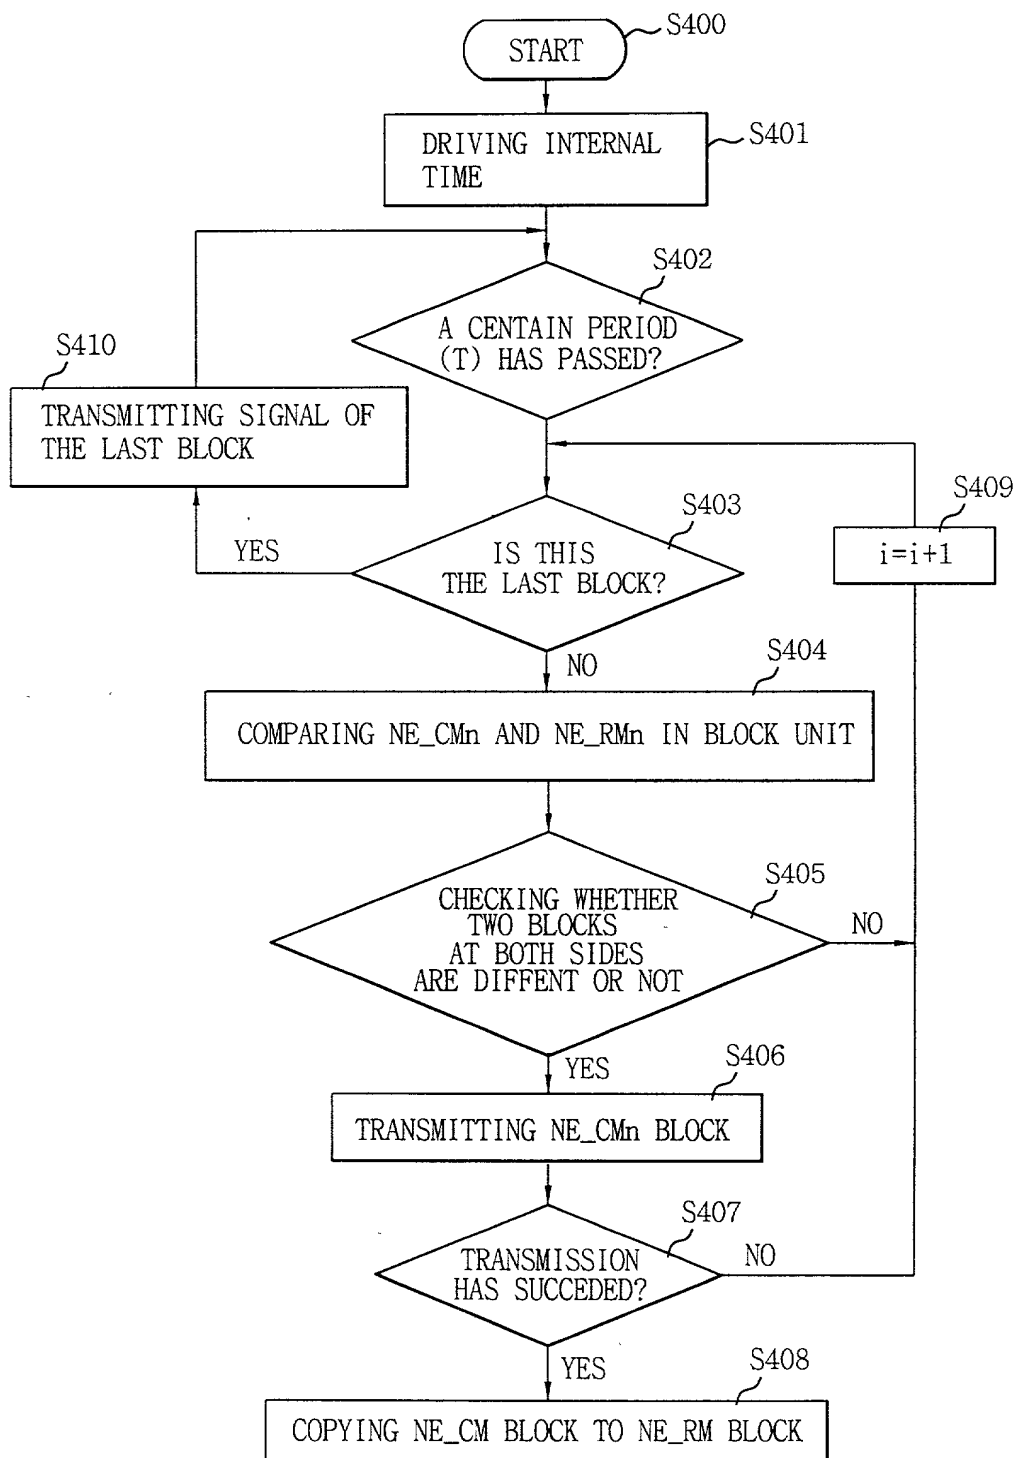 START
S400
DRIVING INTERNAL
TIME
S401
S402
A CENTAIN PERIOD
(T) HAS PASSED?
S410
TRANSMITTING SIGNAL OF
THE LAST BLOCK
S409
i=i+1
S403
YES
IS THIS
THE LAST BLOCK?
NO
S404
COMPARING NE_CMn AND NE_RMn IN BLOCK UNIT
S405
CHECKING WHETHER
TWO BLOCKS
AT BOTH SIDES
ARE DIFFENT OR NOT
NO
YES
S406
TRANSMITTING NE_CMn BLOCK
S407
TRANSMISSION
HAS SUCCEDED?
NO
YES
S408
COPYING NE_CM BLOCK TO NE_RM BLOCK